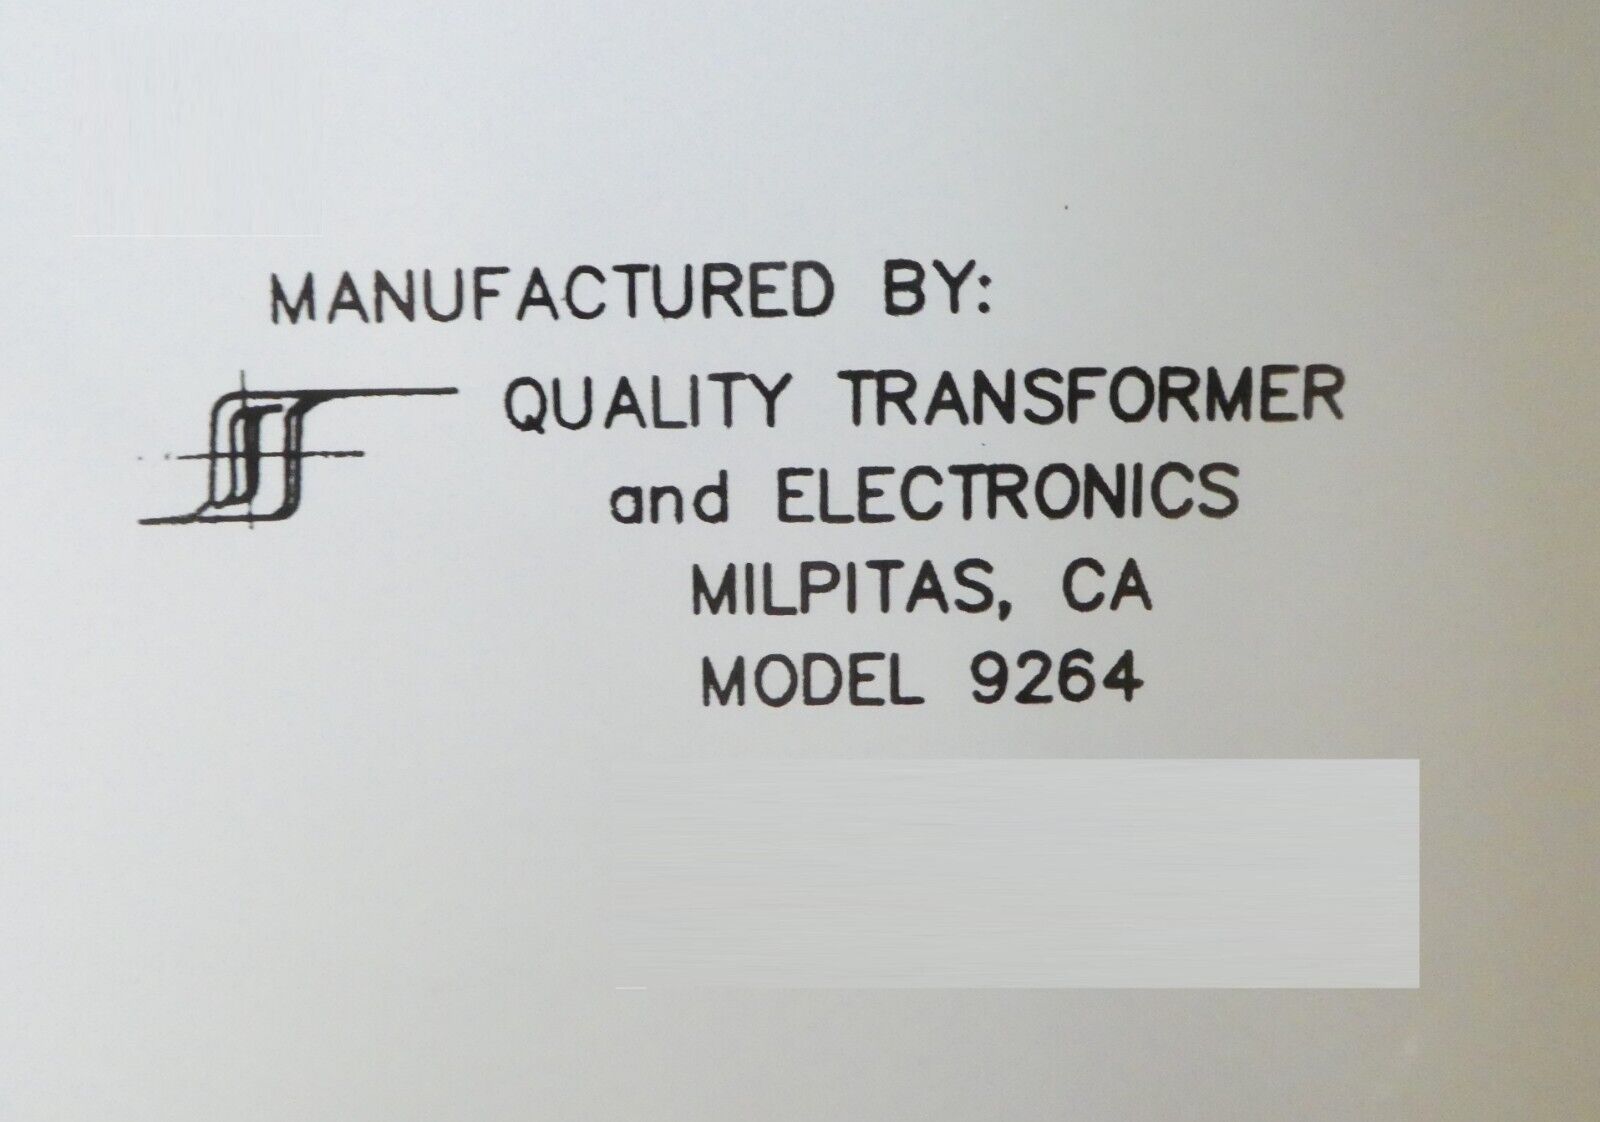 MANUFACTURED BY:
QUALITY TRANSFORMER
and ELECTRONICS
MILPITAS, CA
MODEL 9264